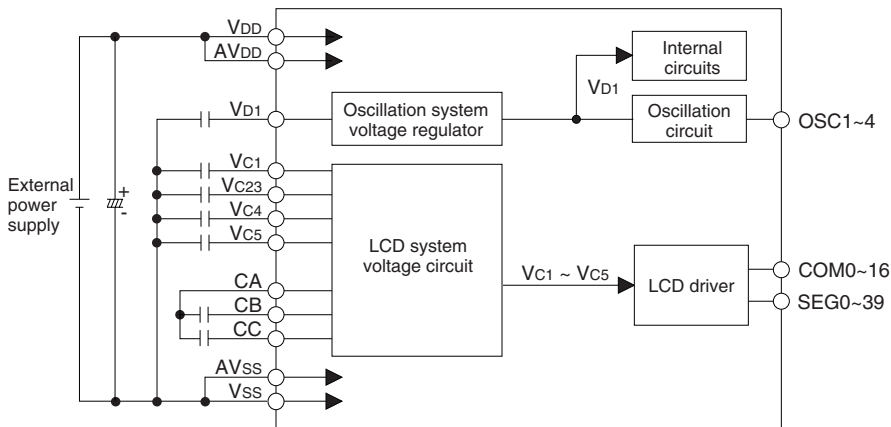 VDD
AVDD
VD1
VC1
VC23
VC4
VC5
CA
CB
CC
AVSS
VSS
External
power
supply
+
-
Oscillation system
voltage regulator
LCD system
voltage circuit
Internal
circuits
VD1
Oscillation
circuit
VC1 ~ VC5
LCD driver
OSC1~4
COM0~16
SEG0~39